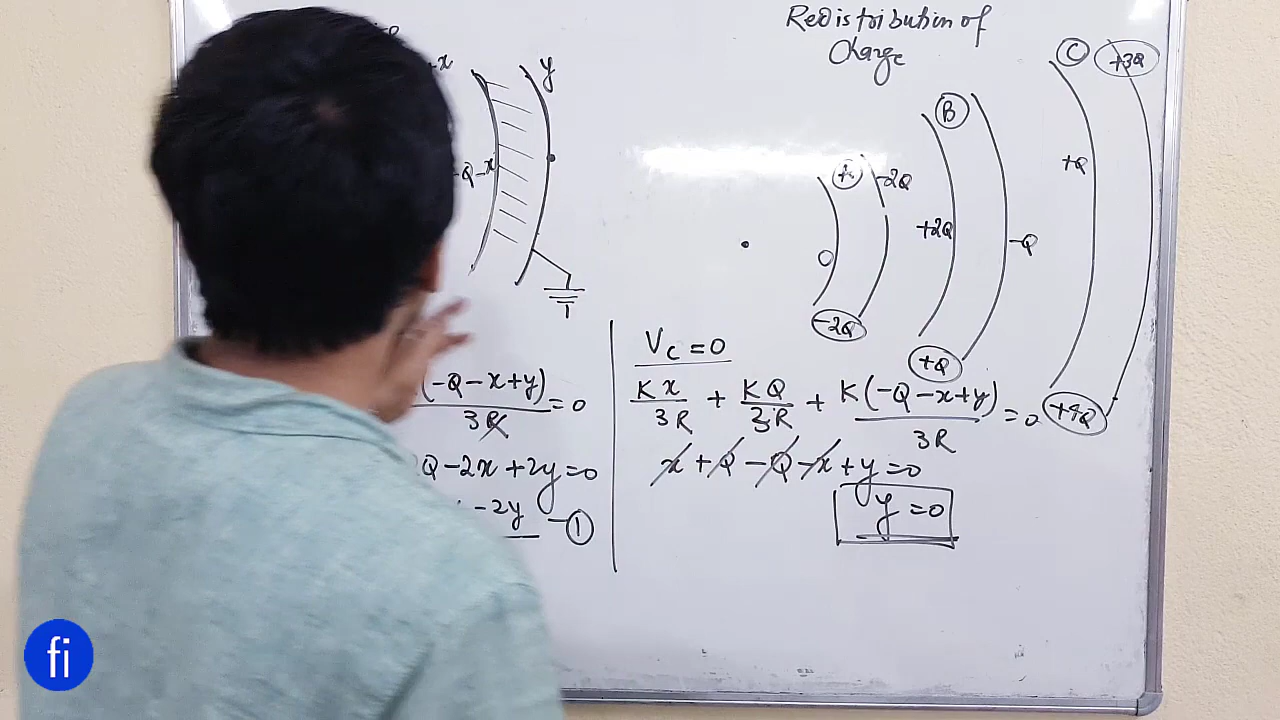 Redistribution of
Charge
x
y
-Q-x
A
-2Q
O
-2Q
B
+2Q
-Q
+Q
C
+3Q
+Q
+4Q
(-Q-x+y)
3R
=0
Q-2x+2y=0
-2y -①
Vc=0
Kx/3R + KQ/3R + K(-Q-x+y)/3R =0
x+Q-Q-x+y=0
y=0
fi